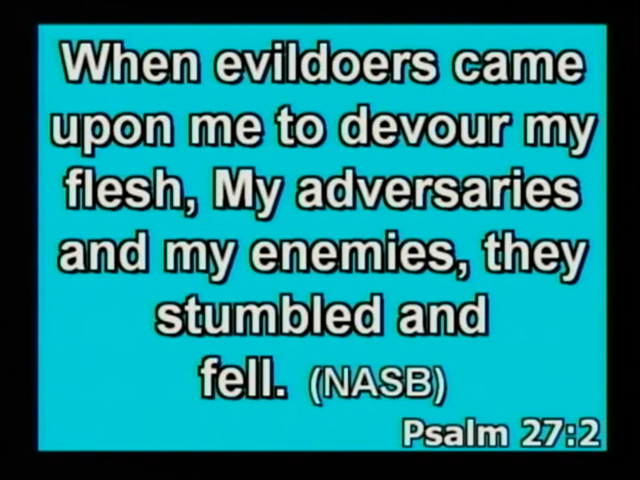 When evildoers came
upon me to devour my
flesh, My adversaries
and my enemies, they
stumbled and
fell. (NASB)
Psalm 27:2